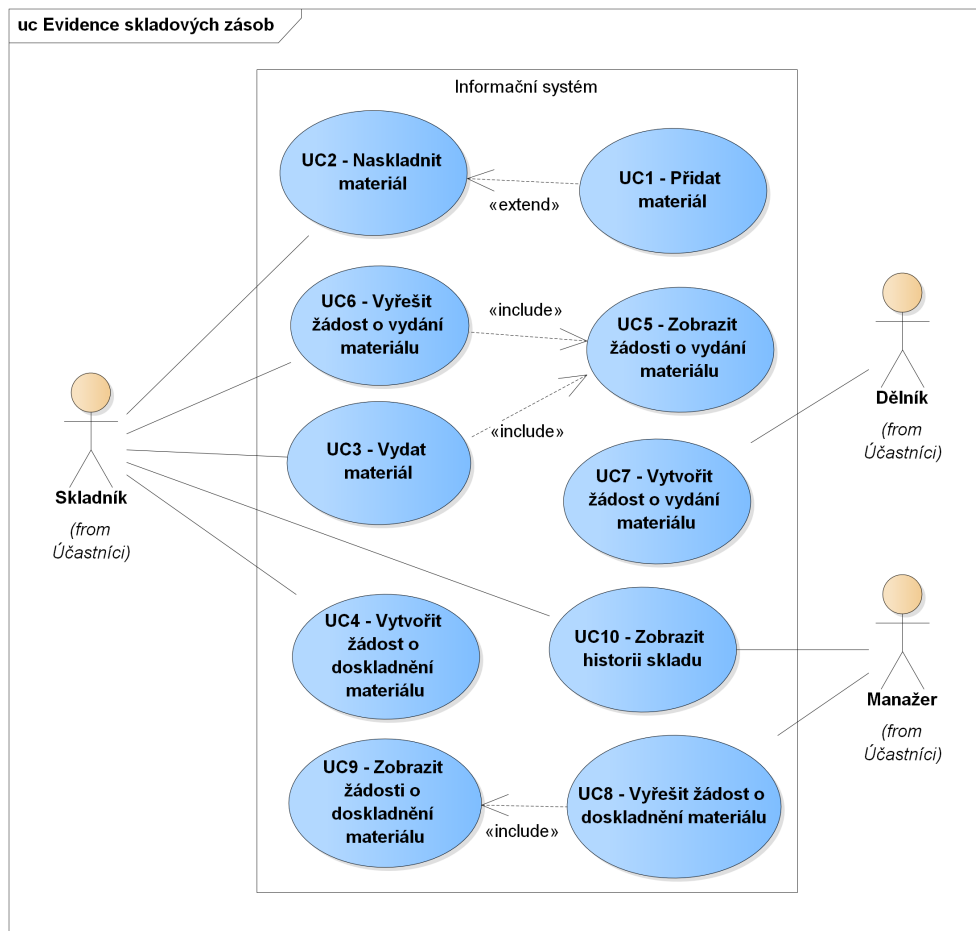 uc Evidence skladových zásob
Informační systém
UC2 - Naskladnit
materiál
UC1 - Přidat
materiál
«extend»
UC6 - Vyřešit
žádost o vydání
materiálu
«include»
UC5 - Zobrazit
žádosti o vydání
materiálu
UC3 - Vydat
materiál
«include»
Dělník
(from
Účastníci)
UC7 - Vytvořit
žádost o vydání
materiálu
Skladník
(from
Účastníci)
UC4 - Vytvořit
žádost o
doskladnění
materiálu
UC10 - Zobrazit
historii skladu
Manažer
(from
Účastníci)
UC9 - Zobrazit
žádosti o
doskladnění
materiálu
«include»
UC8 - Vyřešit žádost o
doskladnění materiálu